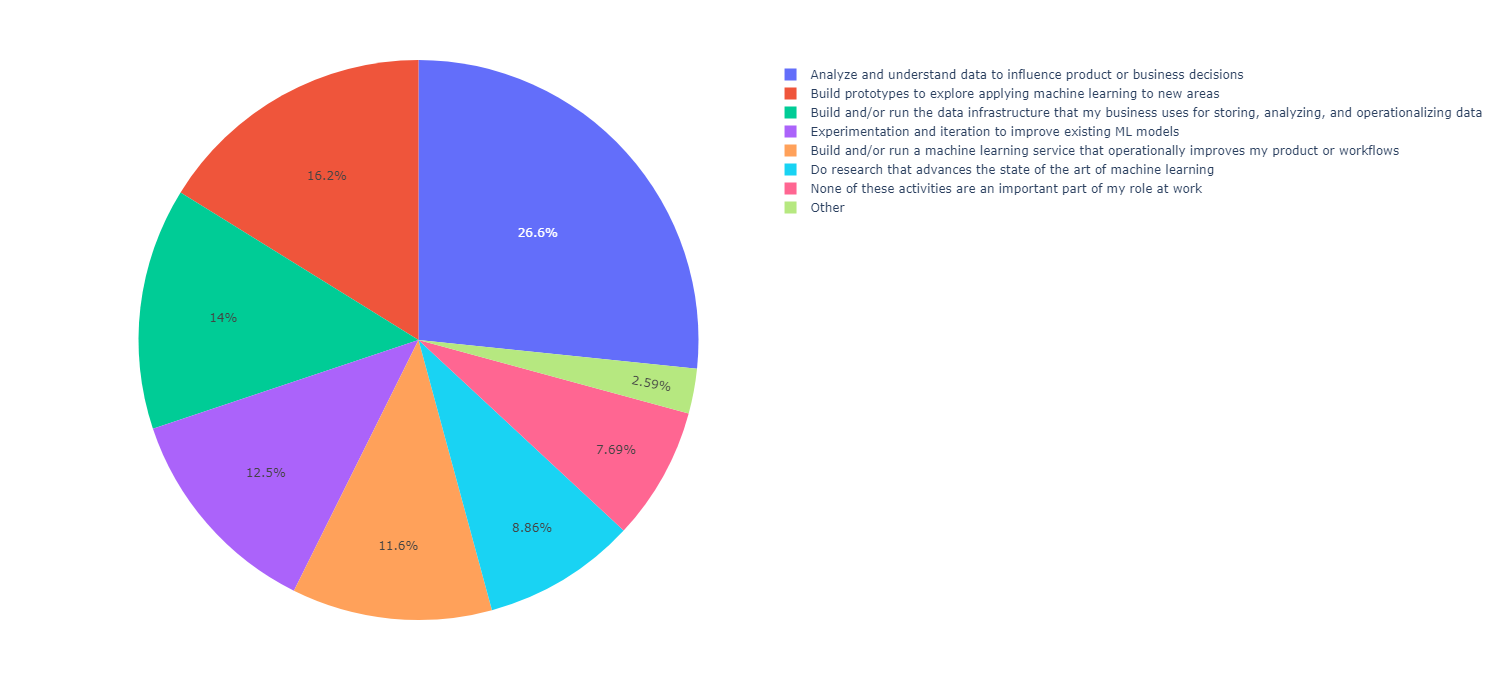 Analyze and understand data to influence product or business decisions
Build prototypes to explore applying machine learning to new areas
Build and/or run the data infrastructure that my business uses for storing, analyzing, and operationalizing data
Experimentation and iteration to improve existing ML models
Build and/or run a machine learning service that operationally improves my product or workflows
Do research that advances the state of the art of machine learning
None of these activities are an important part of my role at work
Other
16.2%
26.6%
14%
2.59%
7.69%
12.5%
8.86%
11.6%